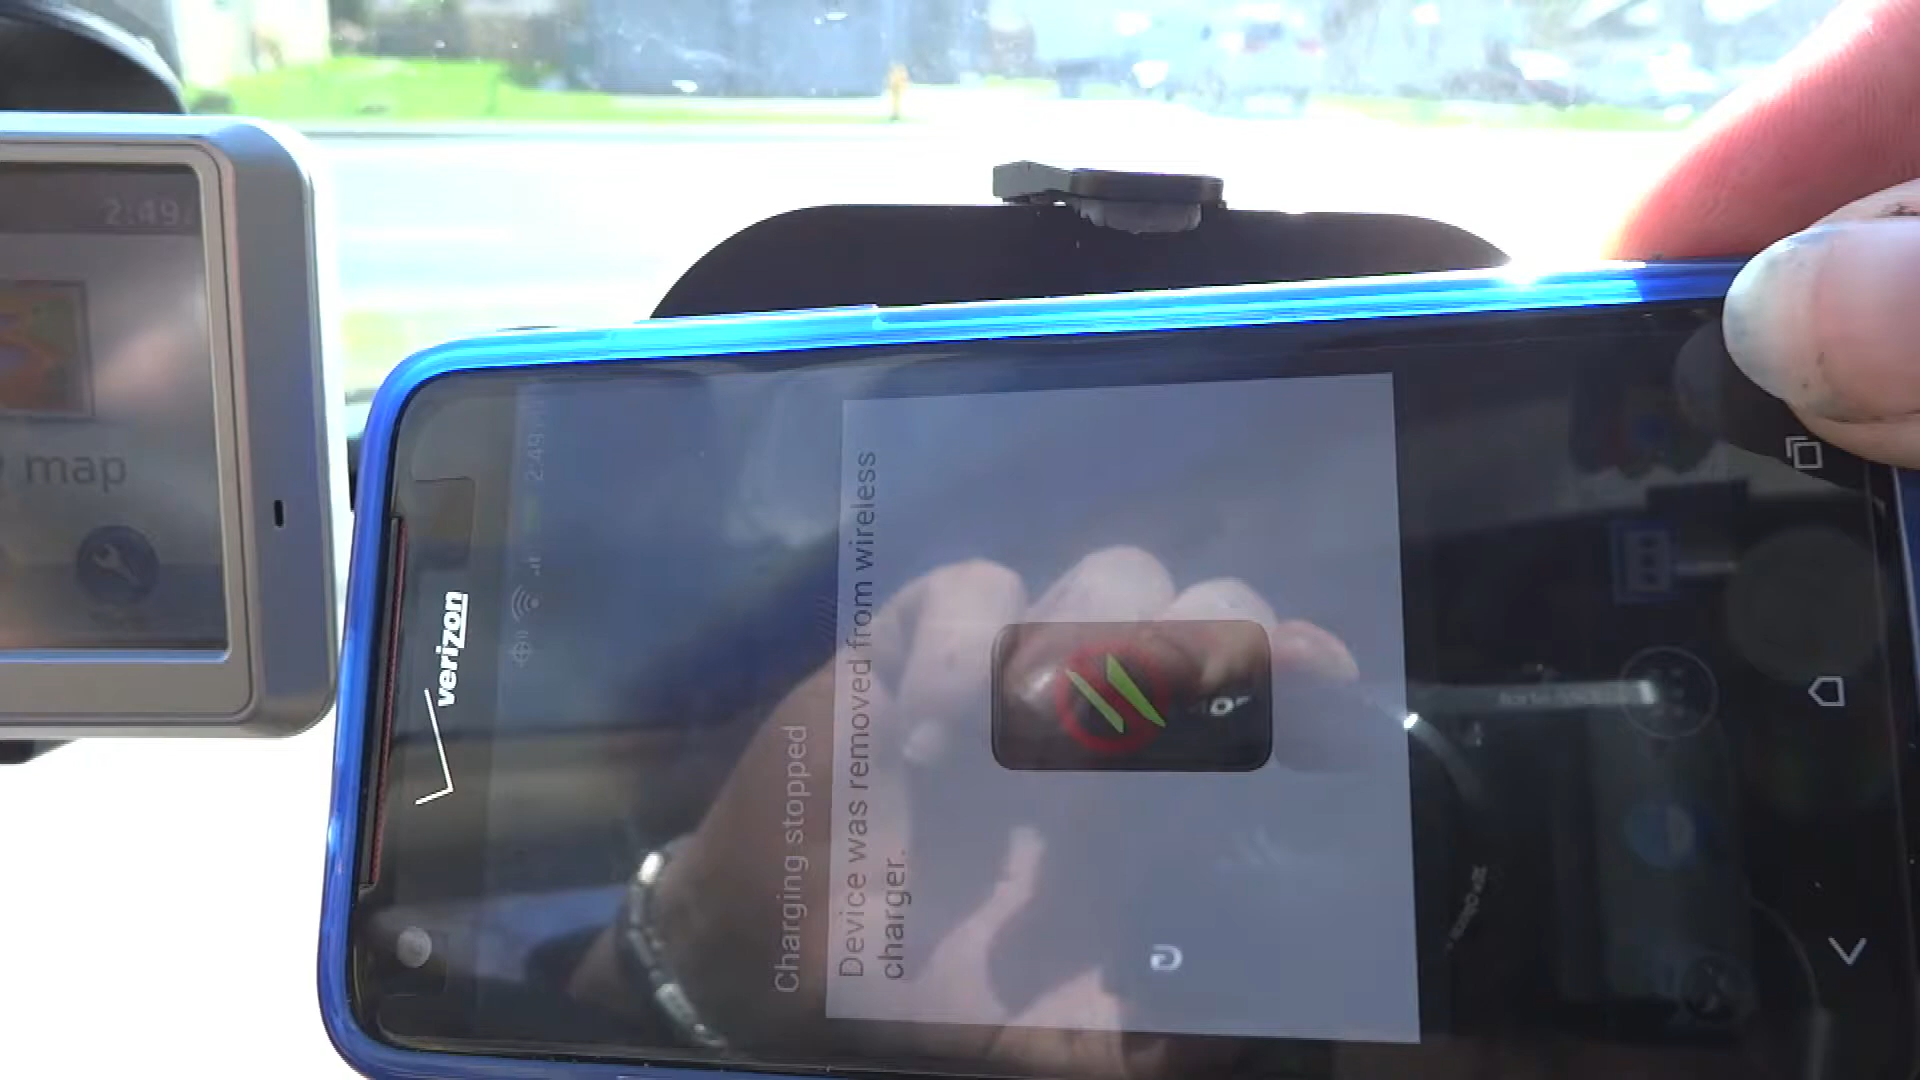 2:49
map
verizon
2:49
Charging stopped
Device was removed from wireless
charger.